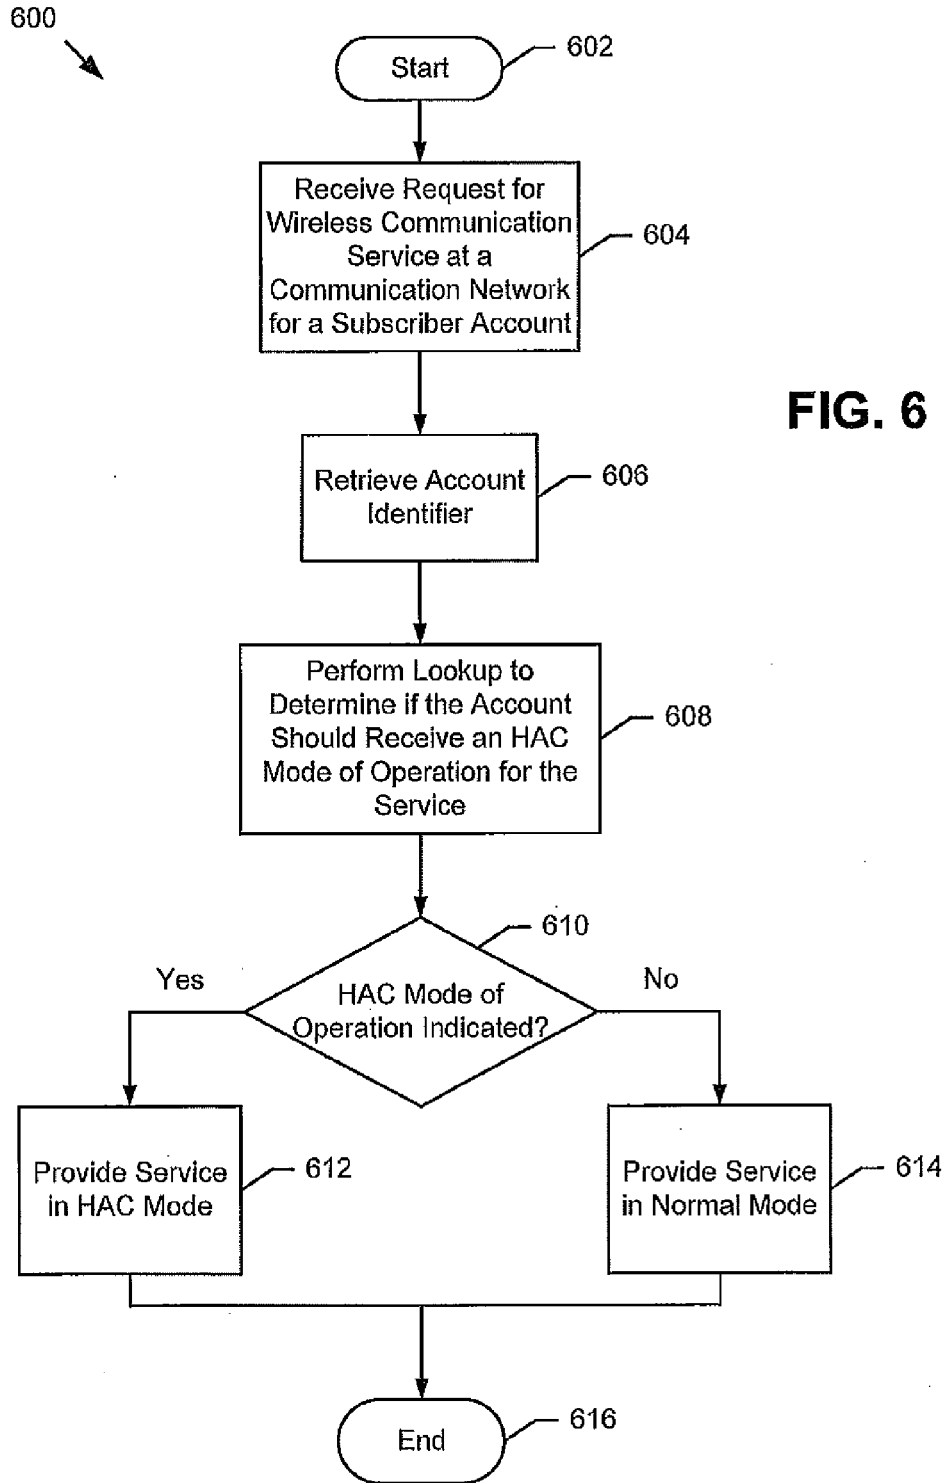 600
Start
602
Receive Request for
Wireless Communication
Service at a
Communication Network
for a Subscriber Account
604
FIG. 6
Retrieve Account
Identifier
606
Perform Lookup to
Determine if the Account
Should Receive an HAC
Mode of Operation for the
Service
608
610
Yes
No
HAC Mode of
Operation Indicated?
Provide Service
in HAC Mode
612
Provide Service
in Normal Mode
614
End
616